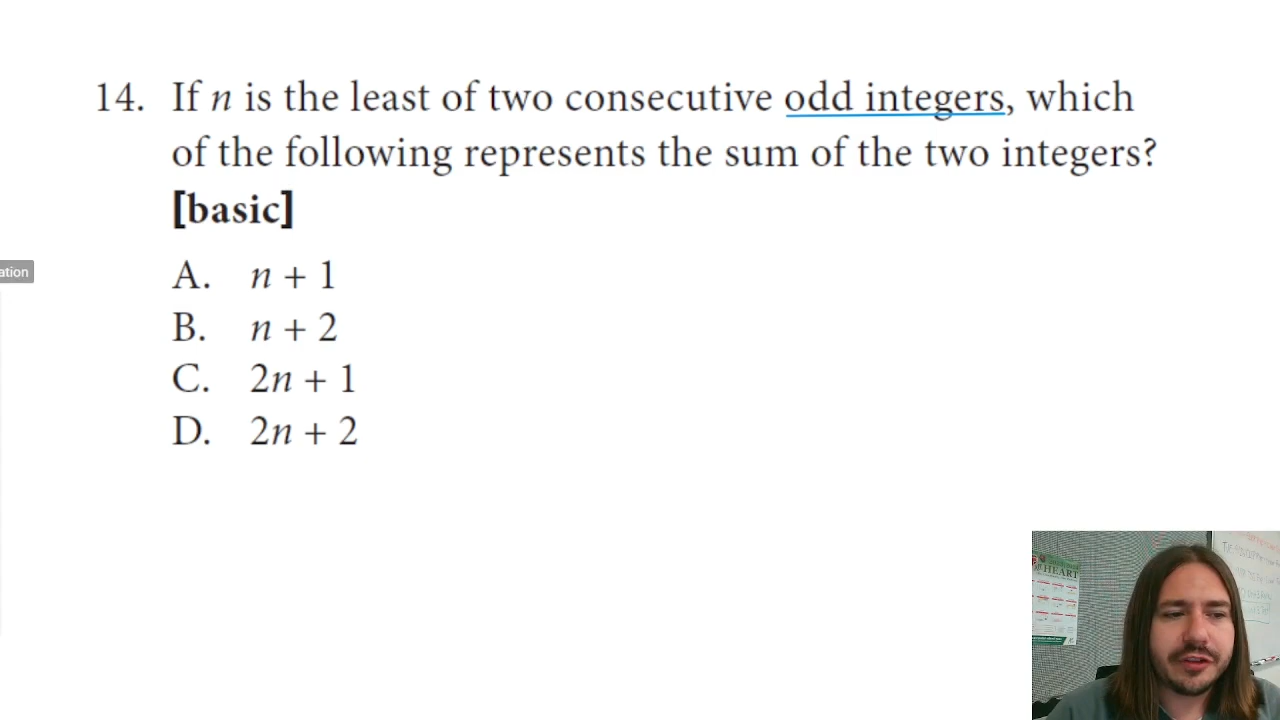 14. If n is the least of two consecutive odd integers, which
of the following represents the sum of the two integers?
[basic]
A. n + 1
B. n + 2
C. 2n + 1
D. 2n + 2
ation
HEART